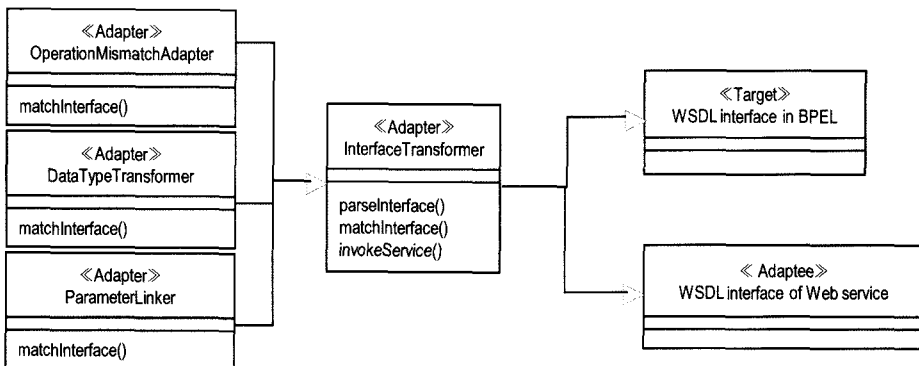 ≪Adapter≫
OperationMismatchAdapter
matchInterface()
≪Adapter≫
DataTypeTransformer
matchInterface()
≪Adapter≫
ParameterLinker
matchInterface()
≪Adapter≫
InterfaceTransformer
parseInterface()
matchInterface()
invokeService()
≪Target≫
WSDL interface in BPEL
≪ Adaptee≫
WSDL interface of Web service